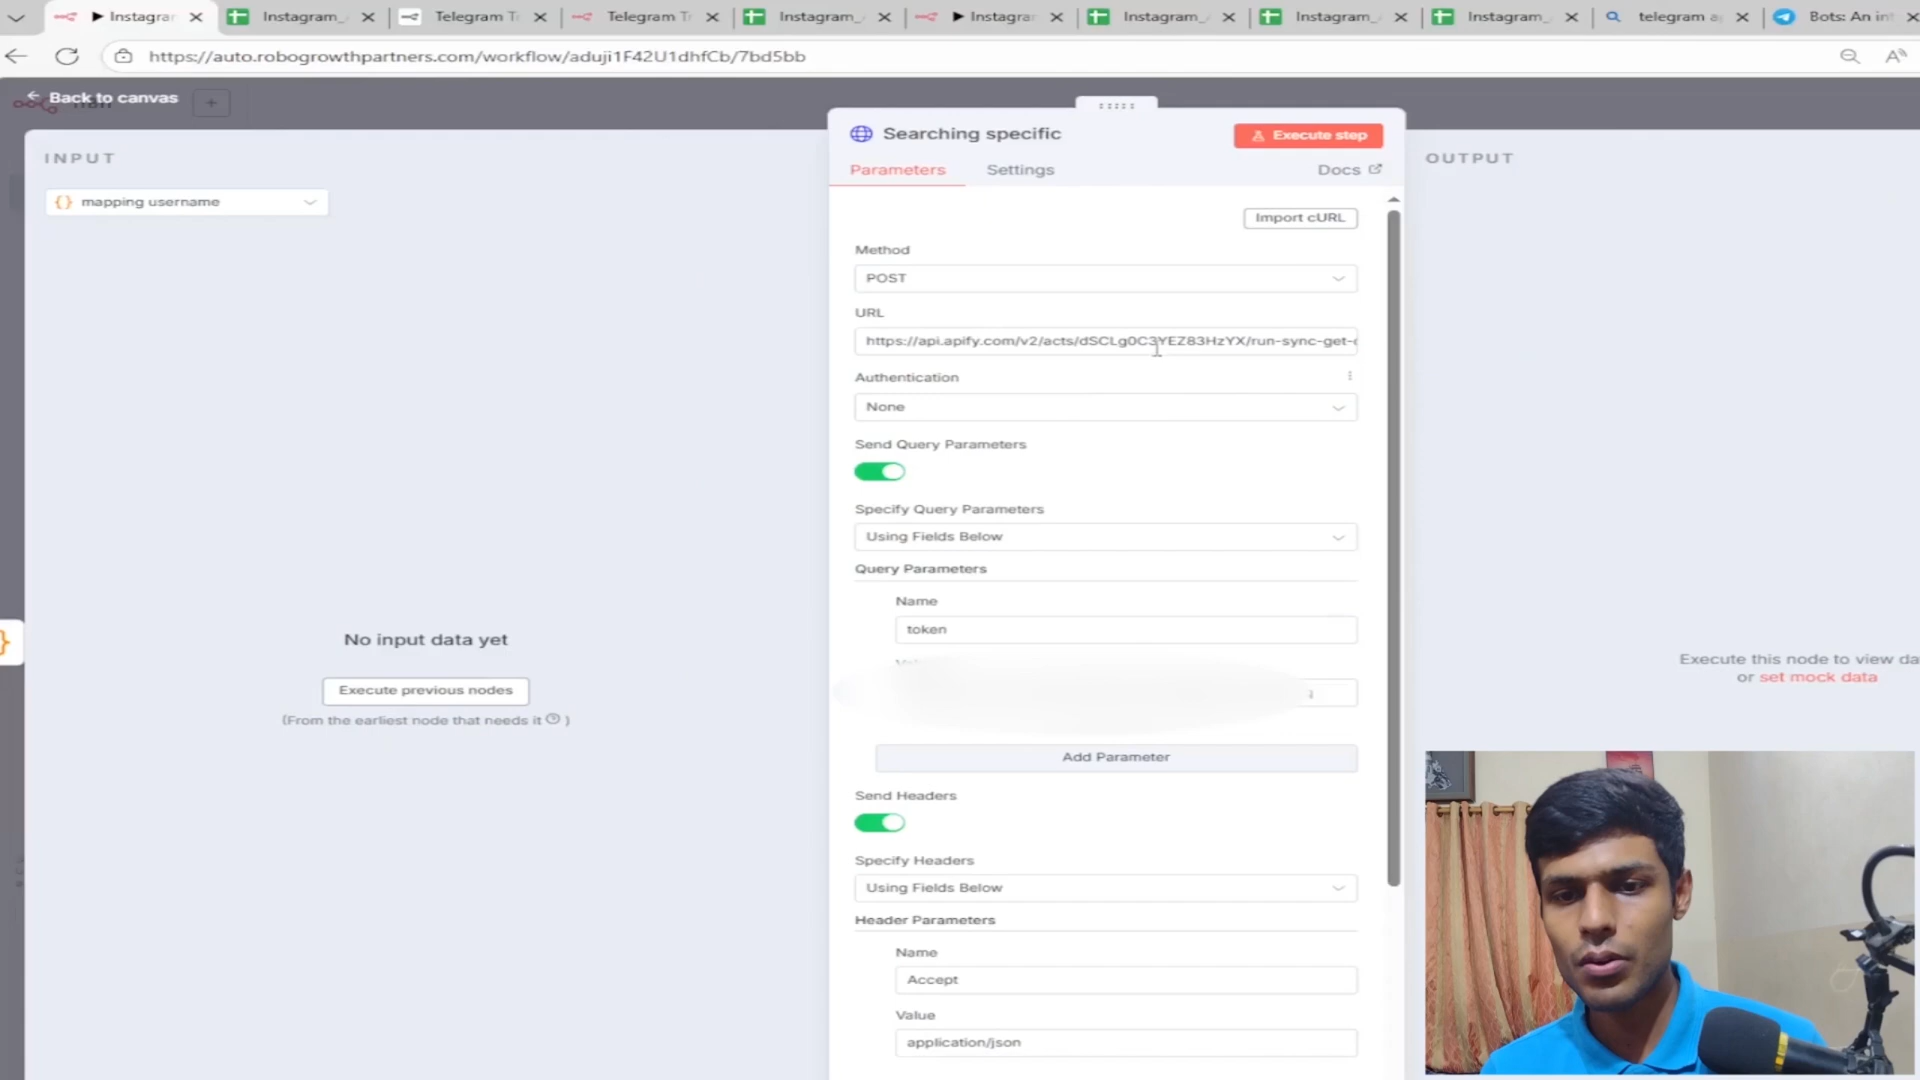 Instagrar
Instagram_
Telegram T
Telegram T
Instagram_
Instagrar
Instagram_
Instagram_
Instagram_
telegram a
Bots: An in
https://auto.robogrowthpartners.com/workflow/aduji1F42U1dhfCb/7bd5bb
Back to canvas
INPUT
mapping username
No input data yet
Execute previous nodes
(From the earliest node that needs it ? )
Searching specific
Execute step
Parameters
Settings
Docs
Import cURL
Method
POST
URL
https://api.apify.com/v2/acts/dSCLg0C3YEZ83HzYX/run-sync-get-
Authentication
None
Send Query Parameters
Specify Query Parameters
Using Fields Below
Query Parameters
Name
token
Add Parameter
Send Headers
Specify Headers
Using Fields Below
Header Parameters
Name
Accept
Value
application/json
OUTPUT
Execute this node to view da
or set mock data